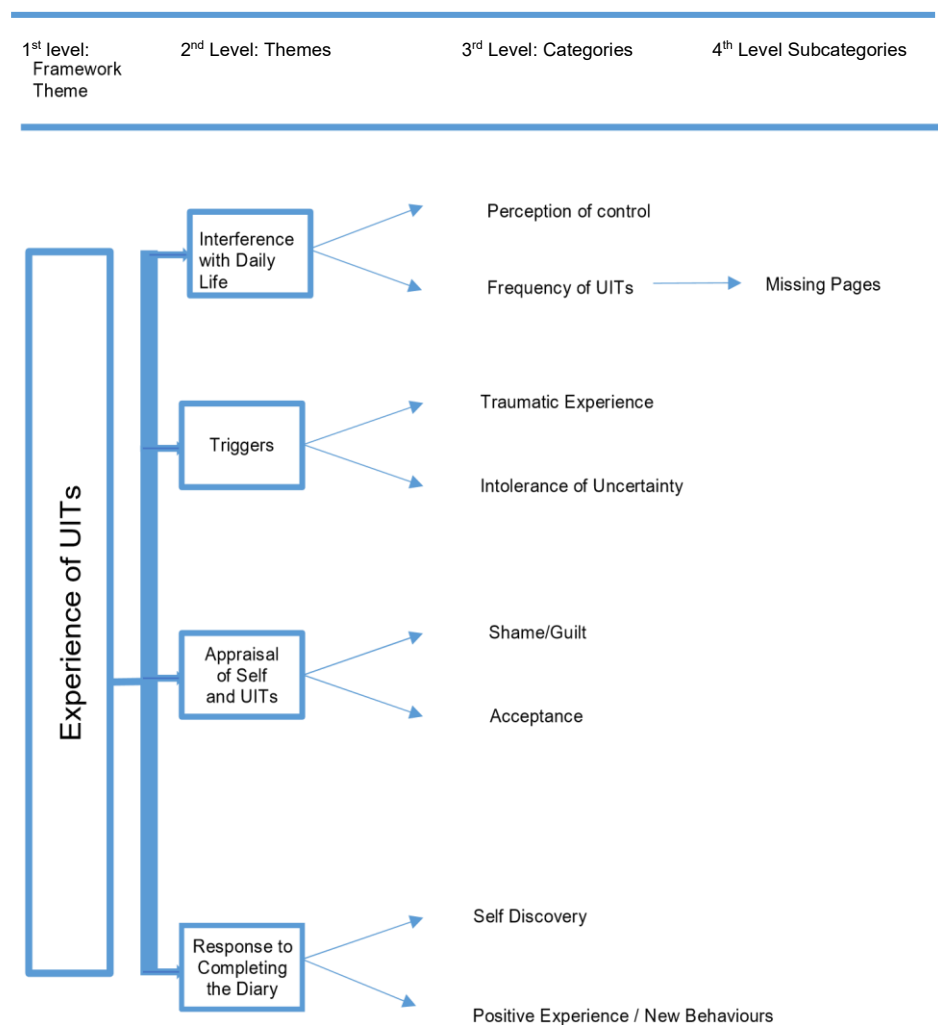 1st level:
Framework
Theme
2nd Level: Themes
3rd Level: Categories
4th Level Subcategories
Experience of UITs
Interference
with Daily
Life
Perception of control
Frequency of UITs
Missing Pages
Triggers
Traumatic Experience
Intolerance of Uncertainty
Appraisal
of Self
and UITs
Shame/Guilt
Acceptance
Response to
Completing
the Diary
Self Discovery
Positive Experience / New Behaviours